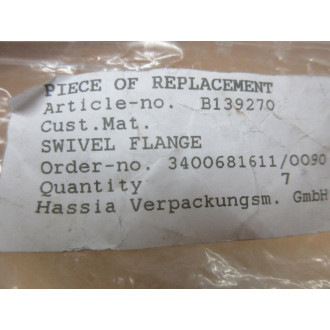 PIECE OF REPLACEMENT
Article-no. B139270
Cust.Mat.
SWIVEL FLANGE
Order-no. 3400681611/0090
Quantity 7
Hassia Verpackungsm. GmbH